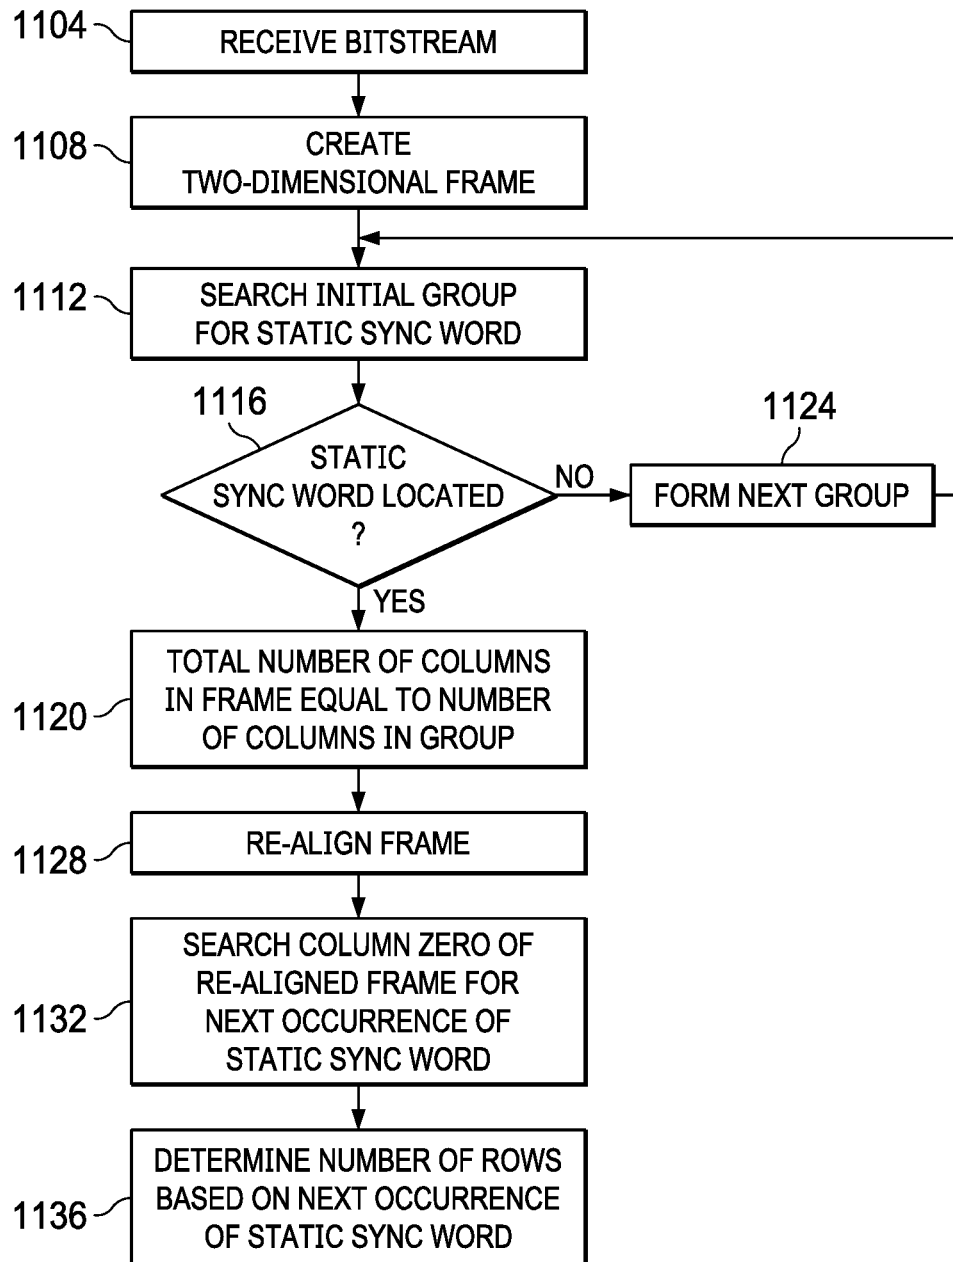 1104
RECEIVE BITSTREAM
1108
CREATE
TWO-DIMENSIONAL FRAME
1112
SEARCH INITIAL GROUP
FOR STATIC SYNC WORD
1116
STATIC
SYNC WORD LOCATED
?
NO
1124
FORM NEXT GROUP
YES
1120
TOTAL NUMBER OF COLUMNS
IN FRAME EQUAL TO NUMBER
OF COLUMNS IN GROUP
1128
RE-ALIGN FRAME
1132
SEARCH COLUMN ZERO OF
RE-ALIGNED FRAME FOR
NEXT OCCURRENCE OF
STATIC SYNC WORD
1136
DETERMINE NUMBER OF ROWS
BASED ON NEXT OCCURRENCE
OF STATIC SYNC WORD